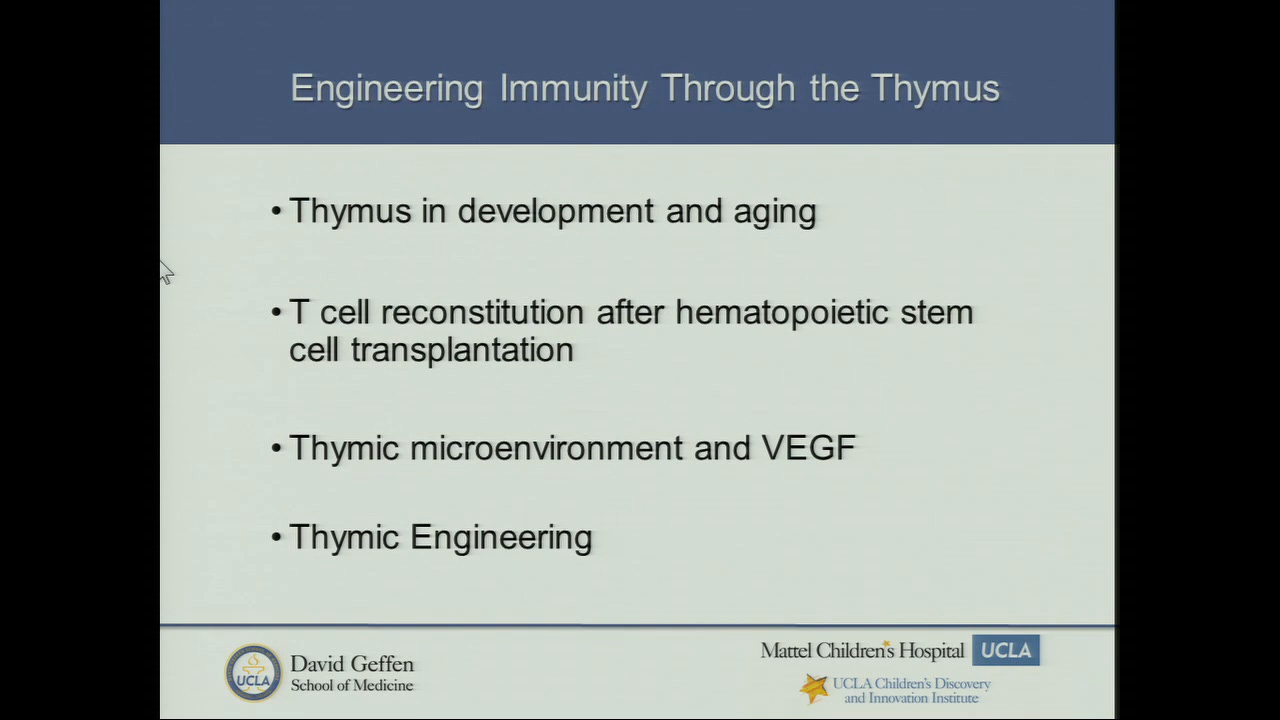 Engineering Immunity Through the Thymus
• Thymus in development and aging
• T cell reconstitution after hematopoietic stem
cell transplantation
• Thymic microenvironment and VEGF
• Thymic Engineering
UCLA
David Geffen
School of Medicine
Mattel Children's Hospital UCLA
UCLA Children's Discovery
and Innovation Institute